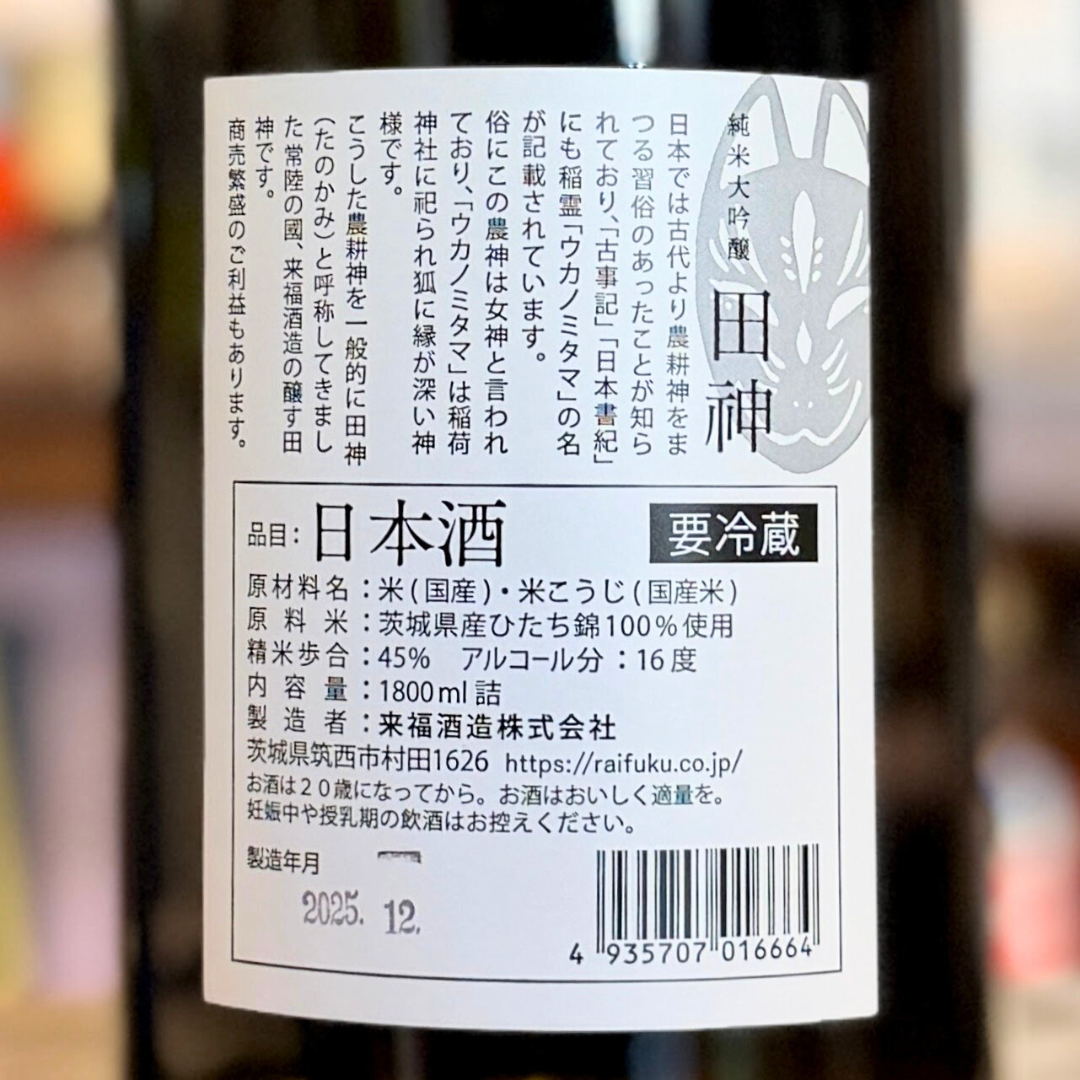 純米大吟醸 田神
日本では古代より農耕神をま
つる習俗のあったことが知ら
れており、「古事記」「日本書紀」
にも稲霊「ウカノミタマ」の名
が記載されています。
俗にこの農神は女神と言われ
ており、「ウカノミタマ」は稲荷
神社に祀られ狐に縁が深い神
様です。
こうした農耕神を一般的に田神
(たのかみ)と呼称してきまし
た常陸の國、来福酒造の醸す田
神です。
商売繁盛のご利益もあります。
品目：日本酒 要冷蔵
原材料名：米(国産)・米こうじ(国産米)
原料米：茨城県産ひたち錦100%使用
精米歩合：45% アルコール分：16度
内容量：1800ml詰
製造者：来福酒造株式会社
茨城県筑西市村田1626 https://raifuku.co.jp/
お酒は20歳になってから。お酒はおいしく適量を。
妊娠中や授乳期の飲酒はお控えください。
製造年月
2025. 12.
4 935707 016664